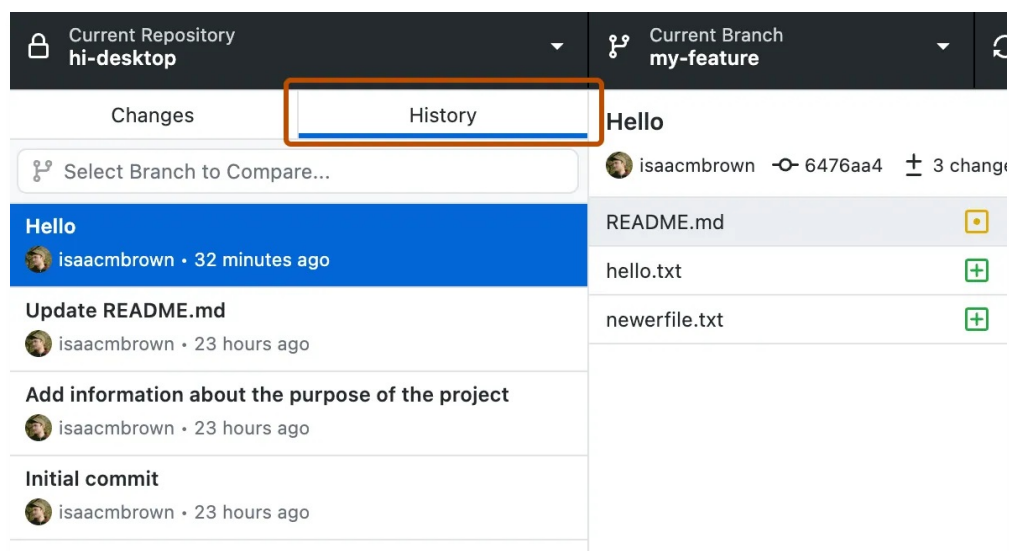 Current Repository
hi-desktop
Current Branch
my-feature
Changes
History
Select Branch to Compare...
Hello
isaacmbrown • 32 minutes ago
Update README.md
isaacmbrown • 23 hours ago
Add information about the purpose of the project
isaacmbrown • 23 hours ago
Initial commit
isaacmbrown • 23 hours ago
Hello
isaacmbrown 6476aa4 ± 3 change
README.md
hello.txt
newerfile.txt